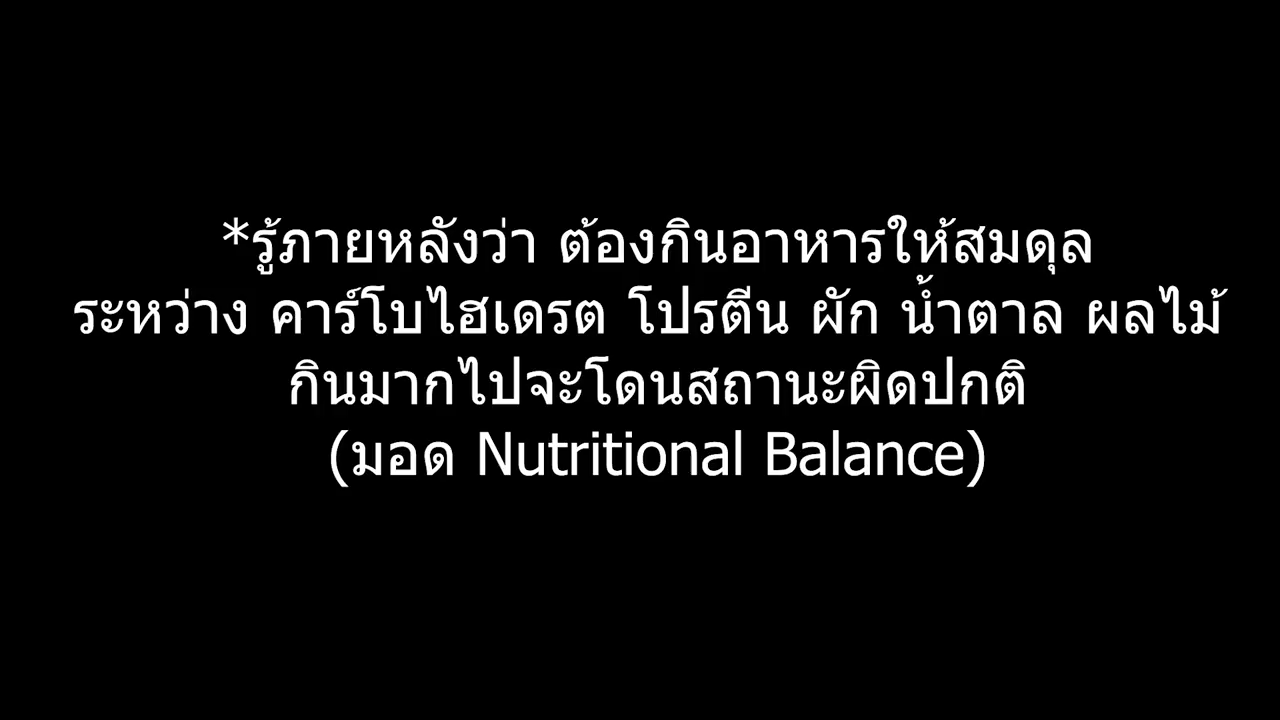 *รู้ภายหลังว่า ต้องกินอาหารให้สมดุล
ระหว่าง คาร์โบไฮเดรต โปรตีน ผัก น้ำตาล ผลไม้
กินมากไปจะโดนสถานะผิดปกติ
(มอด Nutritional Balance)